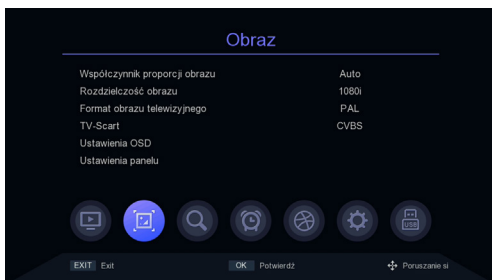 Obraz
Współczynnik proporcji obrazu Auto
Rozdzielczość obrazu 1080i
Format obrazu telewizyjnego PAL
TV-Scart CVBS
Ustawienia OSD
Ustawienia panelu
USB
EXIT Exit OK Potwierdź Poruszanie si